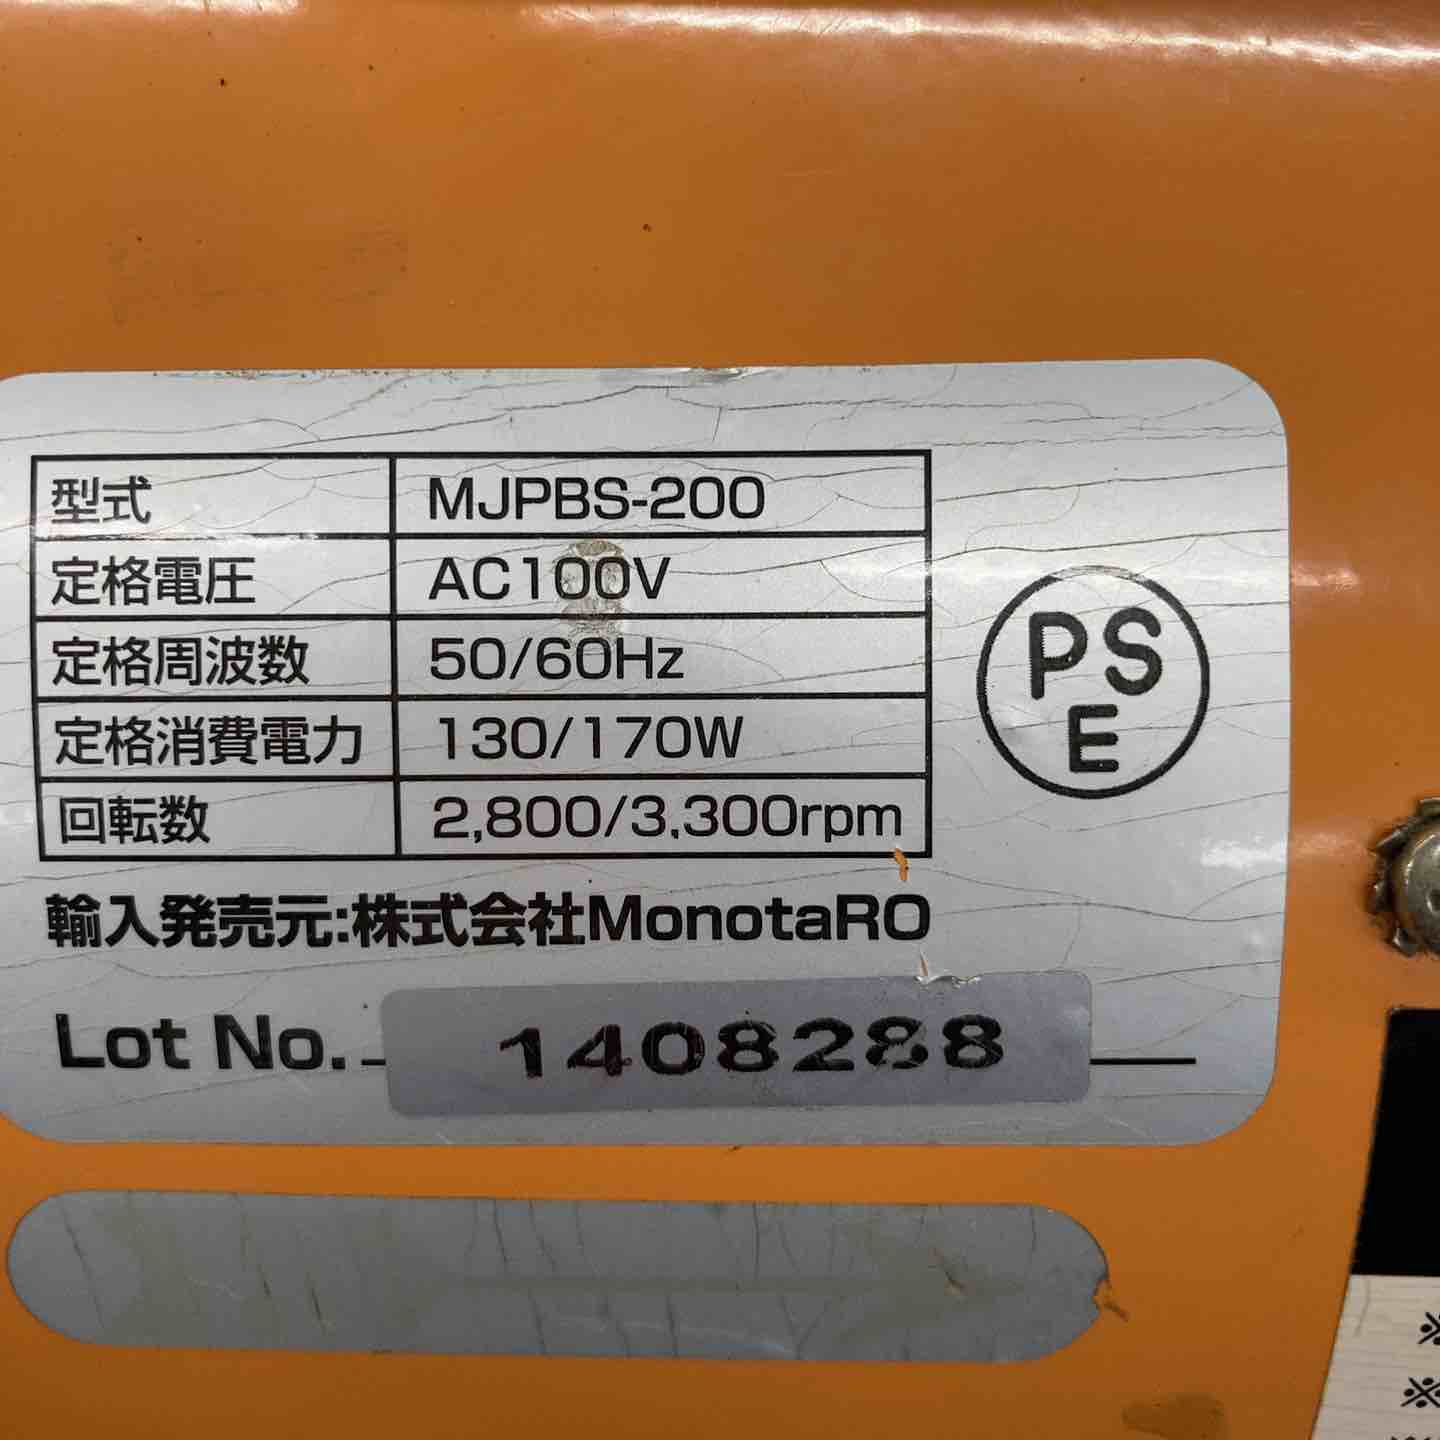 型式 MJPBS-200
定格電圧 AC100V
定格周波数 50/60Hz
定格消費電力 130/170W
回転数 2,800/3,300rpm
PS
E
輸入発売元:株式会社MonotaRO
Lot No. 1408288
※
※